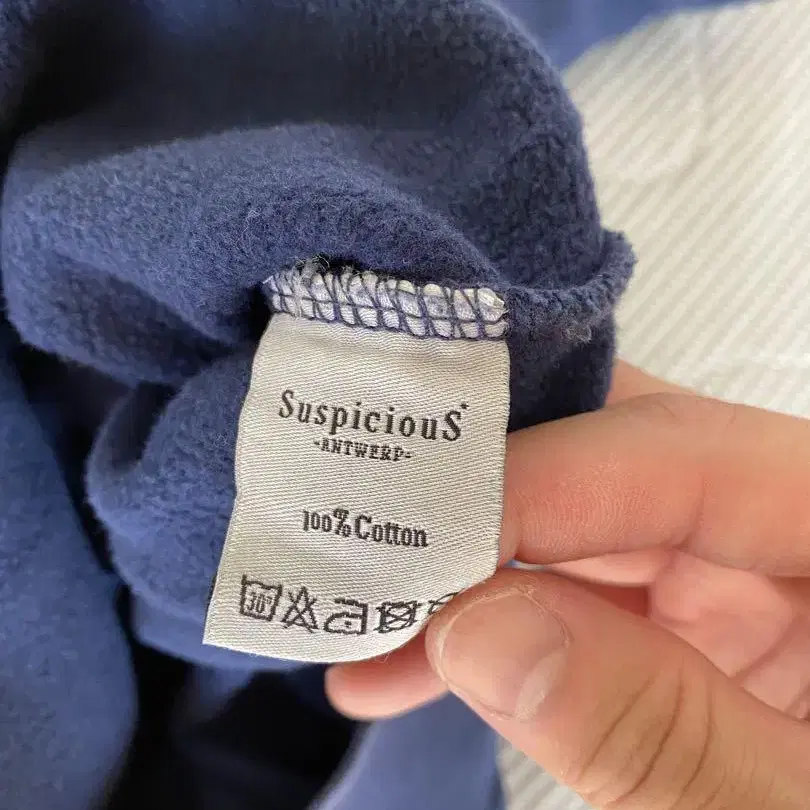 SuspiciouS
-ANTWERP-
100% Cotton
30°